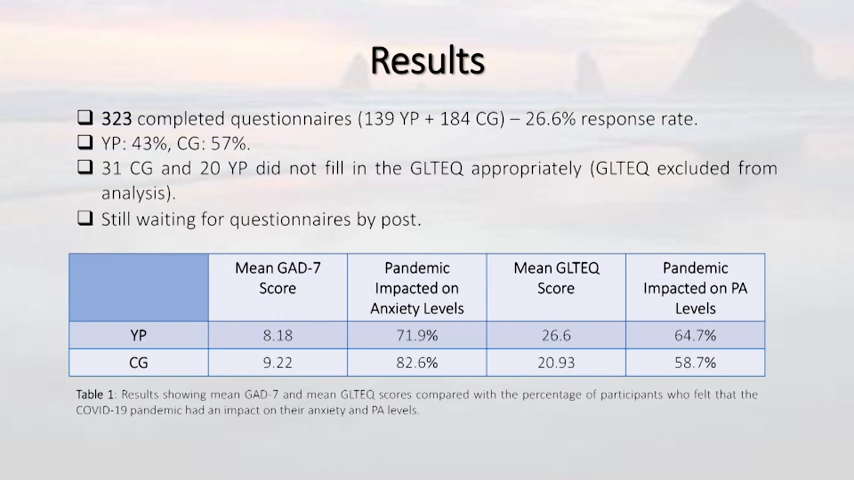 Results
❑ 323 completed questionnaires (139 YP + 184 CG) – 26.6% response rate.
❑ YP: 43%, CG: 57%.
❑ 31 CG and 20 YP did not fill in the GLTEQ appropriately (GLTEQ excluded from
analysis).
❑ Still waiting for questionnaires by post.
Mean GAD-7 Score | Pandemic Impacted on Anxiety Levels | Mean GLTEQ Score | Pandemic Impacted on PA Levels
YP | 8.18 | 71.9% | 26.6 | 64.7%
CG | 9.22 | 82.6% | 20.93 | 58.7%
Table 1: Results showing mean GAD-7 and mean GLTEQ scores compared with the percentage of participants who felt that the
COVID-19 pandemic had an impact on their anxiety and PA levels.